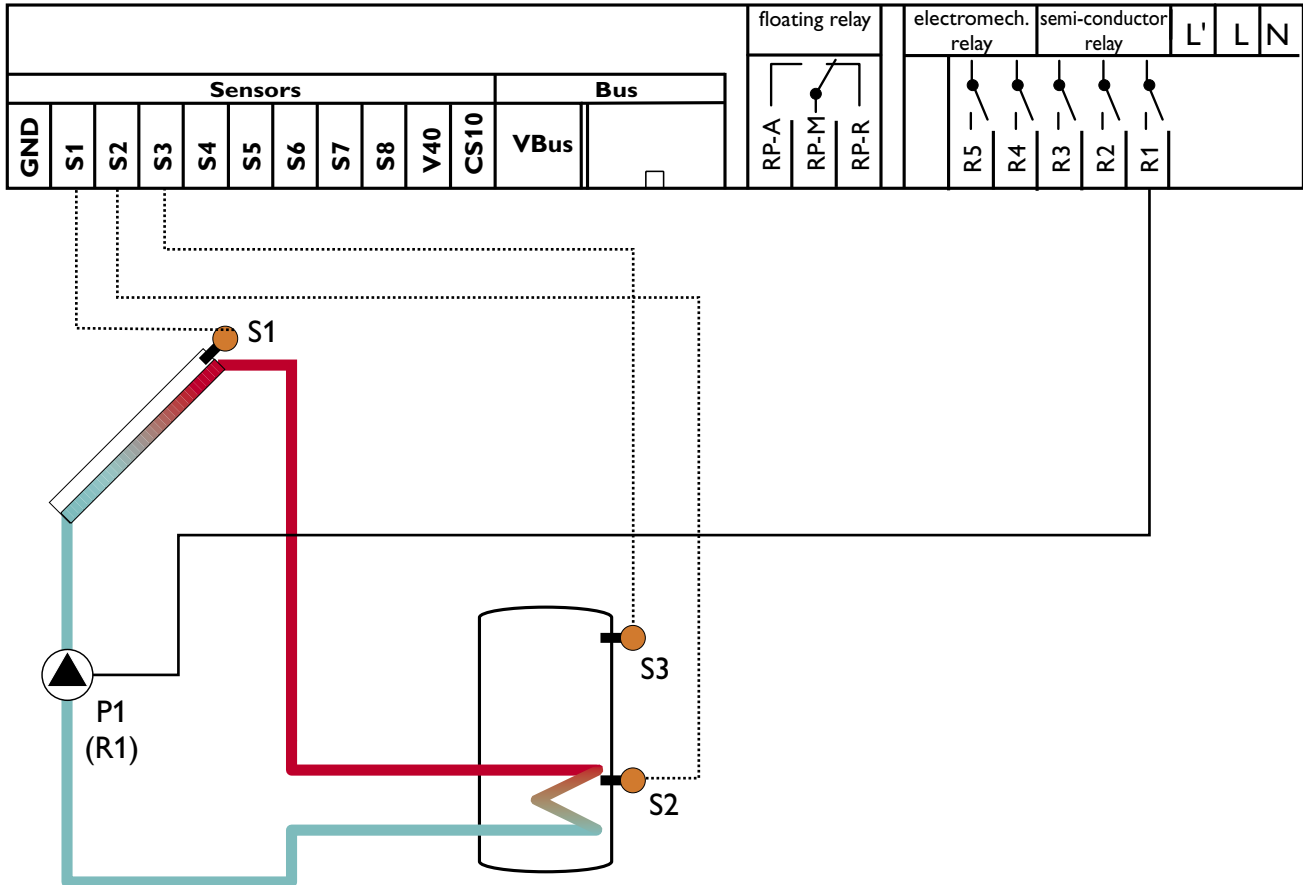 floating relay
electromech.
relay
semi-conductor
relay
L'
L
N
Sensors
Bus
GND
S1
S2
S3
S4
S5
S6
S7
S8
V40
CS10
VBus
RP-A
RP-M
RP-R
R5
R4
R3
R2
R1
S1
S3
P1
(R1)
S2